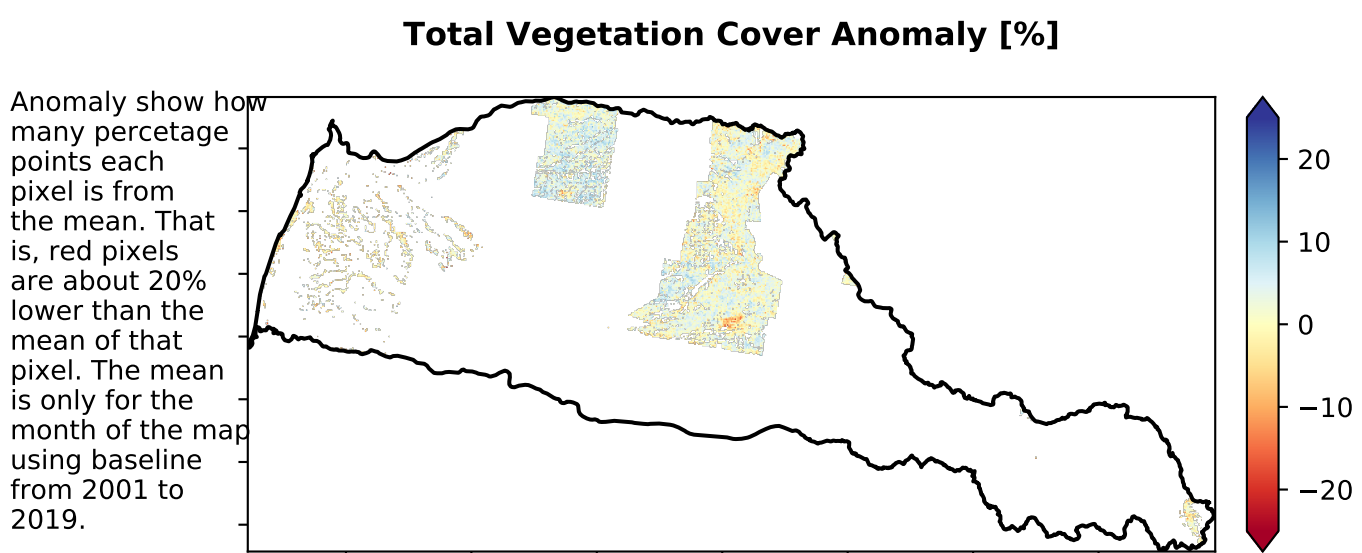 Total Vegetation Cover Anomaly [%]
Anomaly show how
many percetage
points each
pixel is from
the mean. That
is, red pixels
are about 20%
lower than the
mean of that
pixel. The mean
is only for the
month of the map
using baseline
from 2001 to
2019.
20
10
0
−10
−20